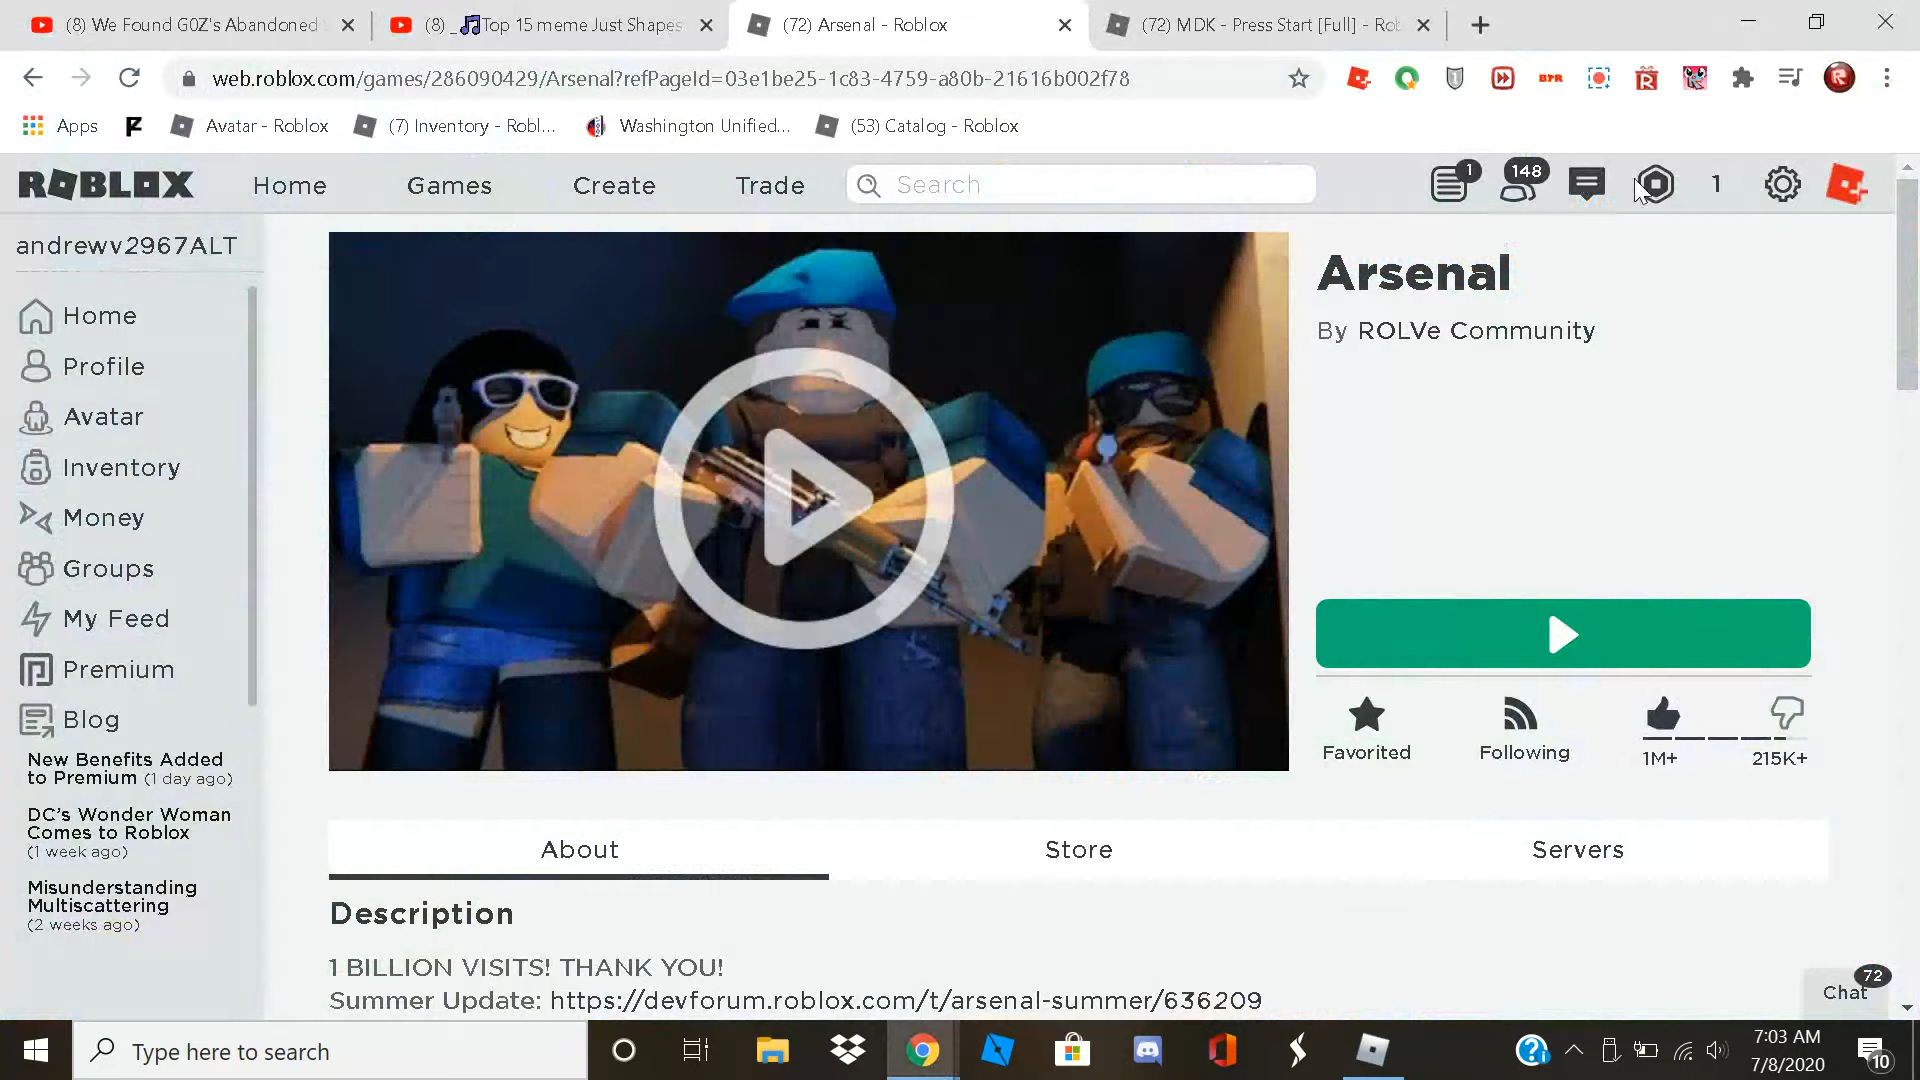 (8) We Found G0Z's Abandoned
(8) _🎵Top 15 meme Just Shapes
(72) Arsenal - Roblox
(72) MDK - Press Start [Full] - Rob
web.roblox.com/games/286090429/Arsenal?refPageId=03e1be25-1c83-4759-a80b-21616b002f78
BTR
Apps
Avatar - Roblox
(7) Inventory - Robl...
Washington Unified...
(53) Catalog - Roblox
ROBLOX
Home
Games
Create
Trade
Search
1
148
1
andrewv2967ALT
Home
Profile
Avatar
Inventory
Money
Groups
My Feed
Premium
Blog
New Benefits Added
to Premium (1 day ago)
DC's Wonder Woman
Comes to Roblox
(1 week ago)
Misunderstanding
Multiscattering
(2 weeks ago)
Arsenal
By ROLVe Community
Favorited
Following
1M+
215K+
About
Store
Servers
Description
1 BILLION VISITS! THANK YOU!
Summer Update: https://devforum.roblox.com/t/arsenal-summer/636209
Chat
72
Type here to search
7:03 AM
7/8/2020
10